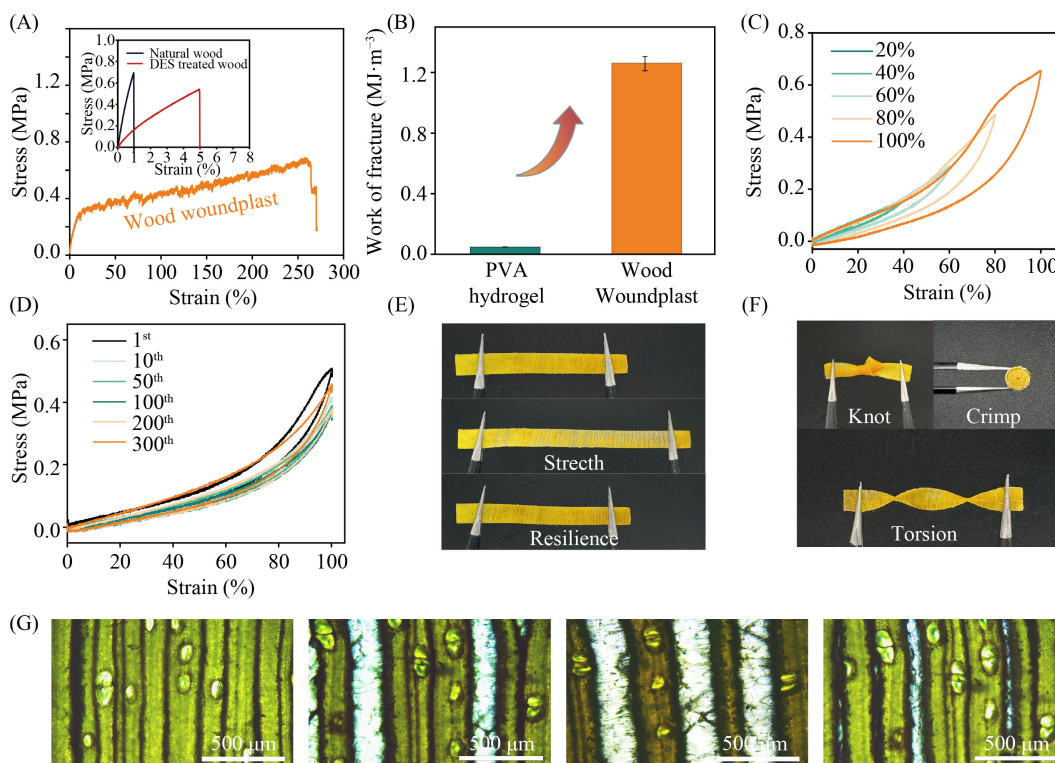 (A)
Stress (MPa)
1.6
1.2
0.8
0.4
0.0
0 50 100 150 200 250 300
Strain (%)
Wood woundplast
Stress (MPa)
1.0
0.8
0.6
0.4
0.2
0.0
0 1 2 3 4 5 6 7 8
Strain (%)
Natural wood
DES treated wood
(B)
Work of fracture (MJ·m⁻³)
1.2
0.6
0.0
PVA
hydrogel
Wood
Woundplast
(C)
Stress (MPa)
0.8
0.6
0.4
0.2
0.0
20%
40%
60%
80%
100%
0 20 40 60 80 100
Strain (%)
(D)
Stress (MPa)
0.6
0.4
0.2
0.0
1st
10th
50th
100th
200th
300th
0 20 40 60 80 100
Strain (%)
(E)
Strecth
Resilience
(F)
Knot
Crimp
Torsion
(G)
500 μm
500 μm
500 μm
500 μm